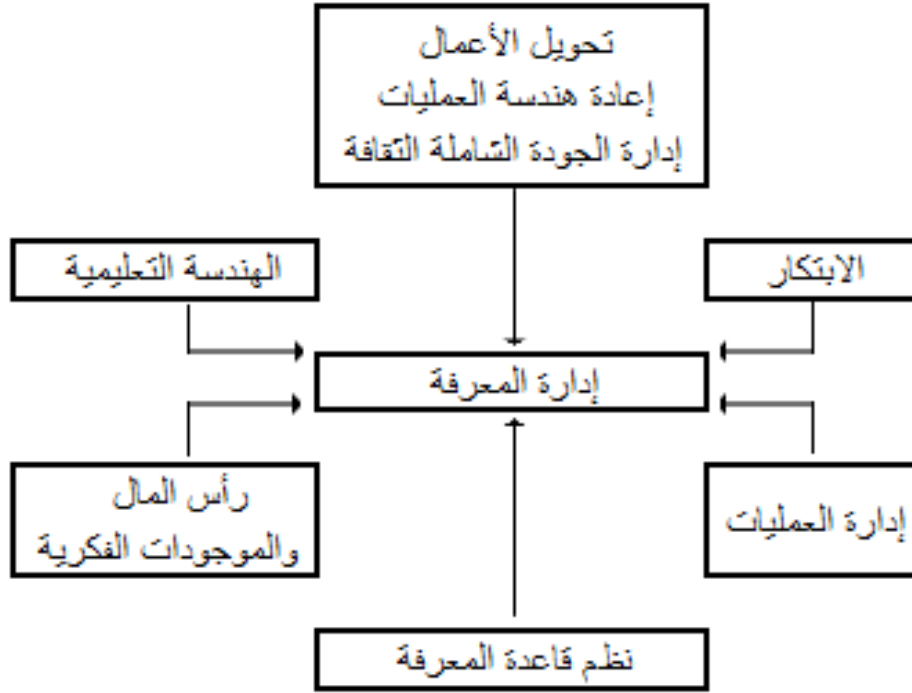 تحويل الأعمال
إعادة هندسة العمليات
إدارة الجودة الشاملة الثقافة
الابتكار
الهندسة التعليمية
إدارة المعرفة
إدارة العمليات
رأس المال
والموجودات الفكرية
نظم قاعدة المعرفة